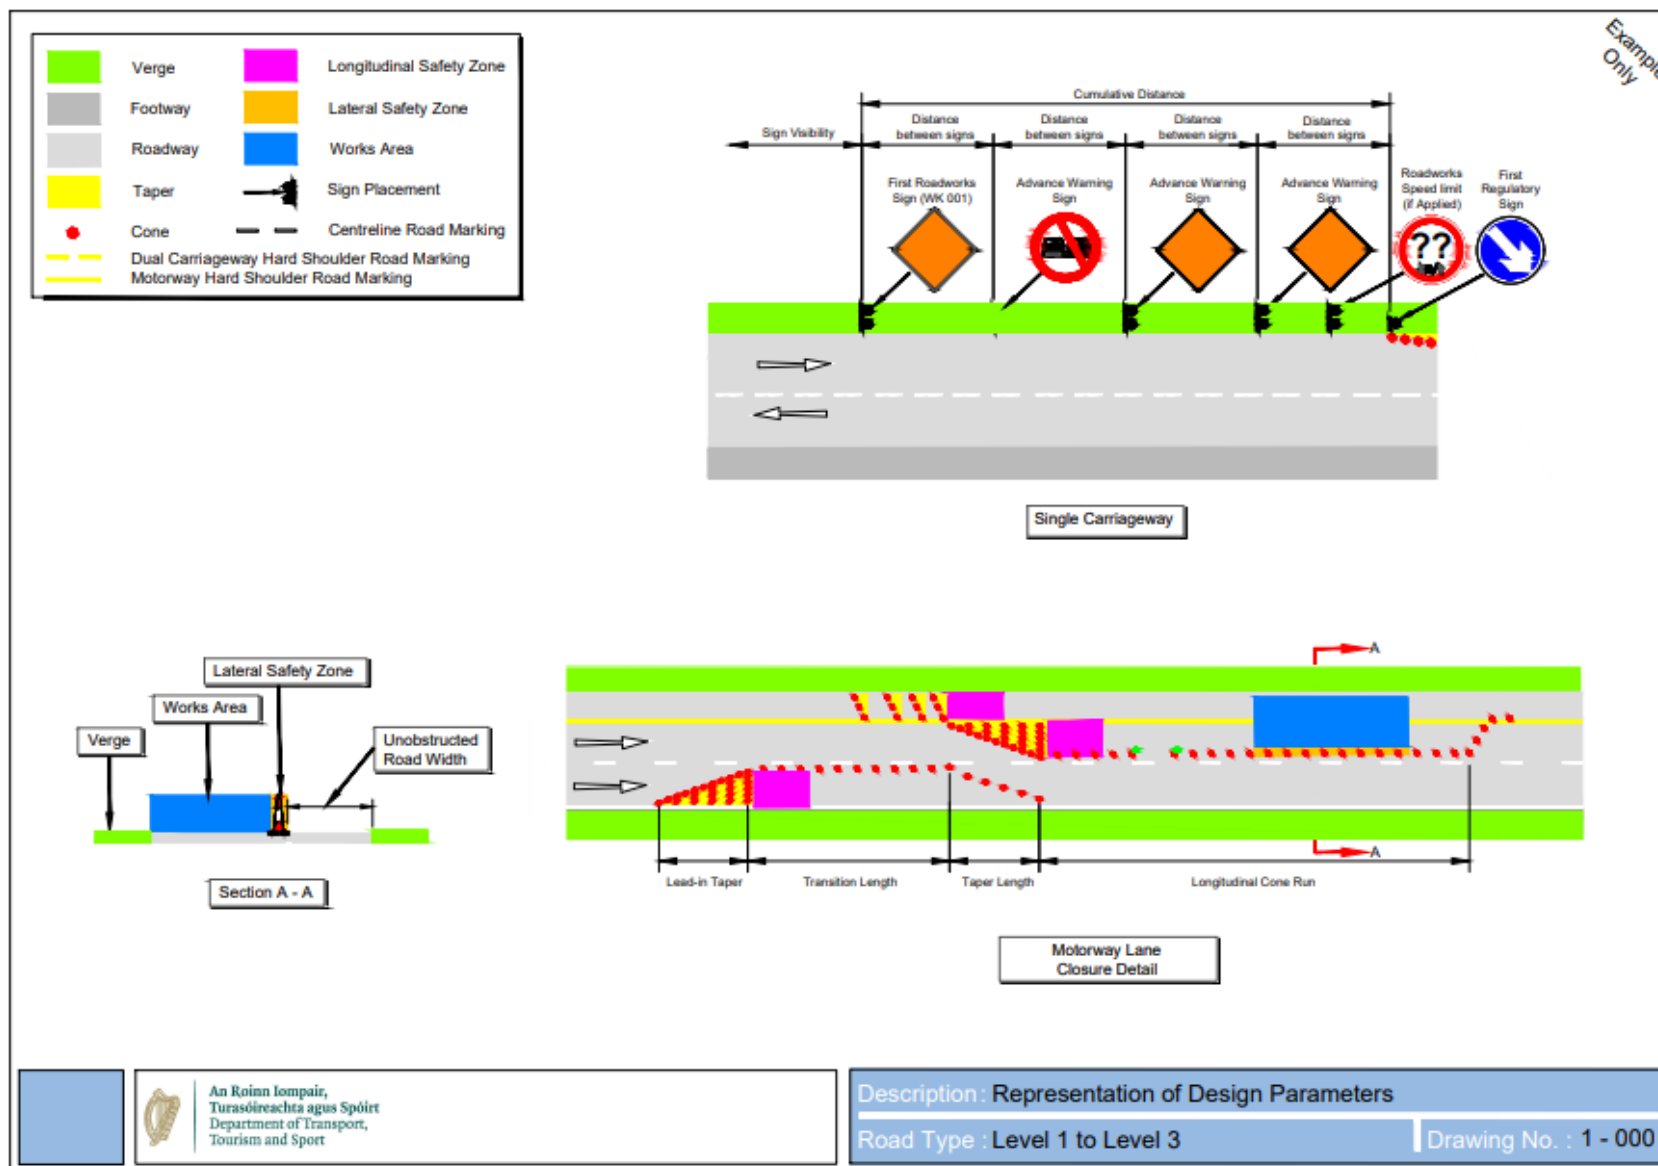 Example
Only
Verge
Longitudinal Safety Zone
Footway
Lateral Safety Zone
Roadway
Works Area
Taper
Sign Placement
Cone
Centreline Road Marking
Dual Carriageway Hard Shoulder Road Marking
Motorway Hard Shoulder Road Marking
Cumulative Distance
Sign Visibility
Distance
between signs
Distance
between signs
Distance
between signs
Distance
between signs
First Roadworks
Sign (WK 001)
Advance Warning
Sign
Advance Warning
Sign
Advance Warning
Sign
Roadworks
Speed limit
(if Applied)
First
Regulatory
Sign
??
Single Carriageway
Lateral Safety Zone
Works Area
Verge
Unobstructed
Road Width
Section A - A
A
A
Lead-in Taper
Transition Length
Taper Length
Longitudinal Cone Run
Motorway Lane
Closure Detail
An Roinn Iompair,
Turasóireachta agus Spóirt
Department of Transport,
Tourism and Sport
Description : Representation of Design Parameters
Road Type : Level 1 to Level 3
Drawing No. : 1 - 000